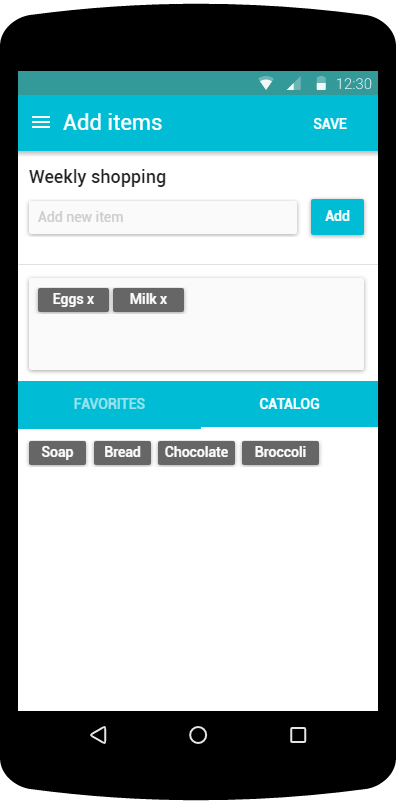 12:30
Add items SAVE
Weekly shopping
Add new item Add
Eggs x Milk x
FAVORITES CATALOG
Soap Bread Chocolate Broccoli